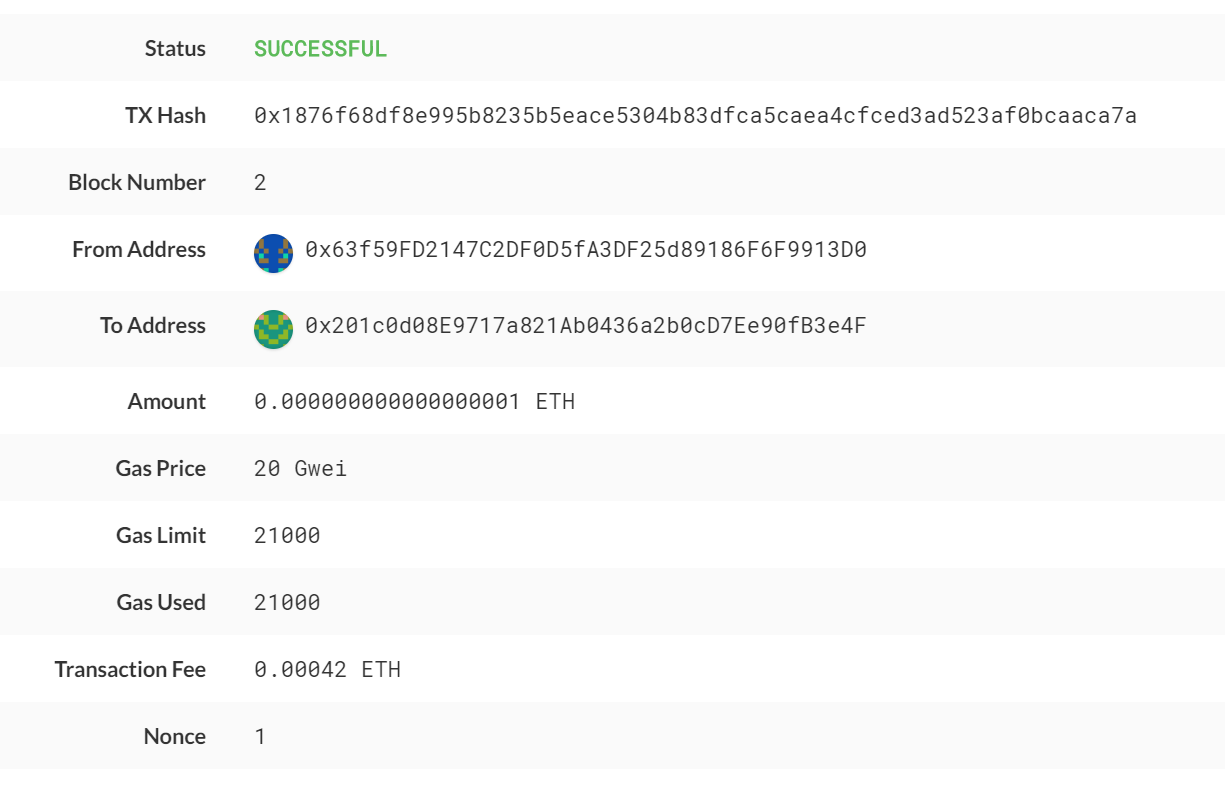 Status SUCCESSFUL
TX Hash 0x1876f68df8e995b8235b5eace5304b83dfca5caea4cfced3ad523af0bcaaca7a
Block Number 2
From Address 0x63f59FD2147C2DF0D5fA3DF25d89186F6F9913D0
To Address 0x201c0d08E9717a821Ab0436a2b0cD7Ee90fB3e4F
Amount 0.000000000000000001 ETH
Gas Price 20 Gwei
Gas Limit 21000
Gas Used 21000
Transaction Fee 0.00042 ETH
Nonce 1